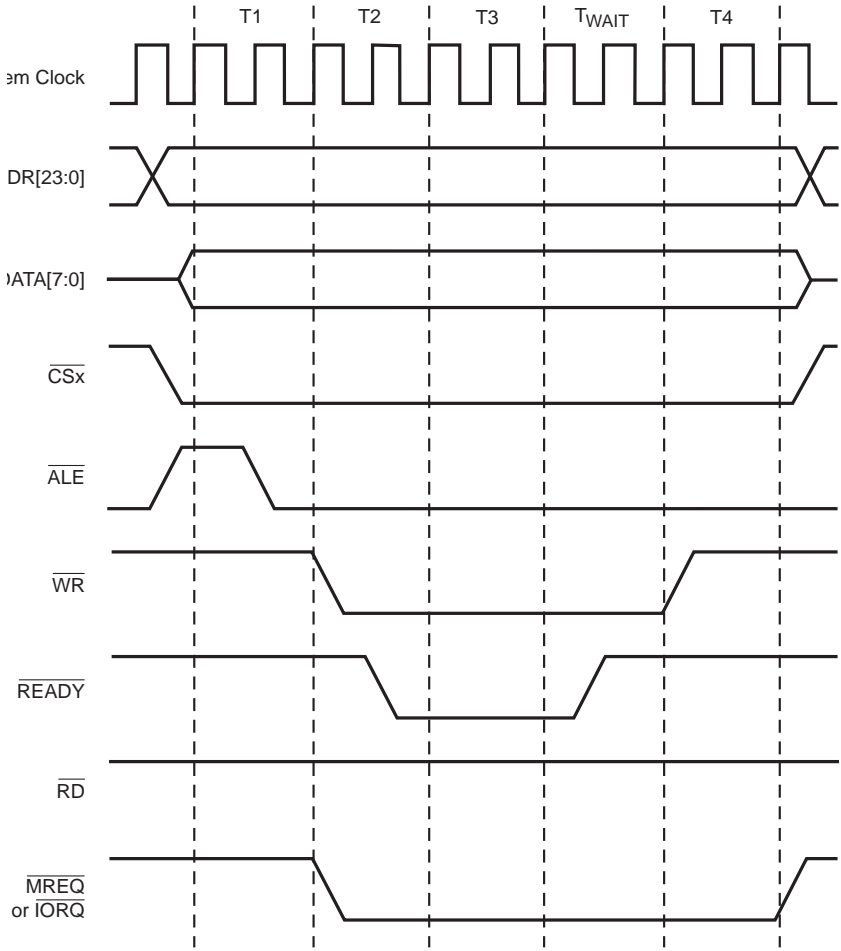 T1 T2 T3 TWAIT T4
em Clock
DR[23:0]
DATA[7:0]
CSx
ALE
WR
READY
RD
MREQ
or IORQ